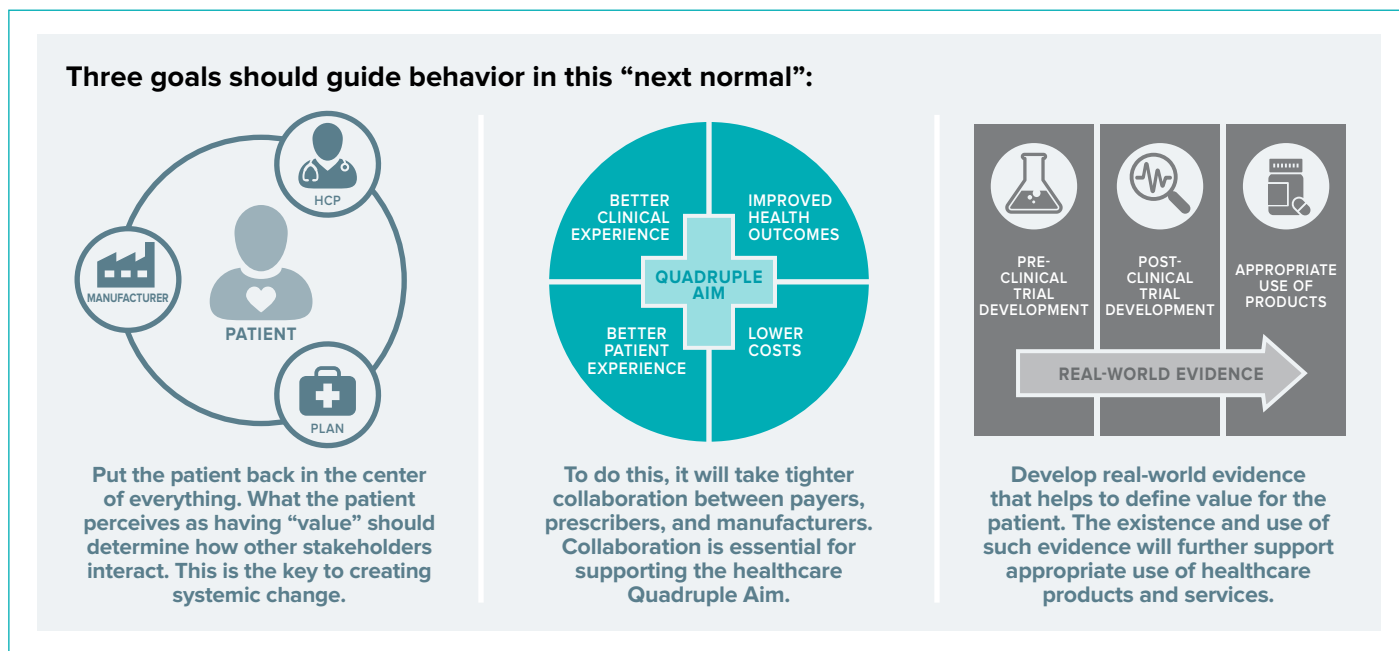 Three goals should guide behavior in this “next normal”:
HCP
MANUFACTURER
PATIENT
PLAN
Put the patient back in the center
of everything. What the patient
perceives as having “value” should
determine how other stakeholders
interact. This is the key to creating
systemic change.
BETTER
CLINICAL
EXPERIENCE
IMPROVED
HEALTH
OUTCOMES
QUADRUPLE
AIM
BETTER
PATIENT
EXPERIENCE
LOWER
COSTS
To do this, it will take tighter
collaboration between payers,
prescribers, and manufacturers.
Collaboration is essential for
supporting the healthcare
Quadruple Aim.
PRE-
CLINICAL
TRIAL
DEVELOPMENT
POST-
CLINICAL
TRIAL
DEVELOPMENT
APPROPRIATE
USE OF
PRODUCTS
REAL-WORLD EVIDENCE
Develop real-world evidence
that helps to define value for the
patient. The existence and use of
such evidence will further support
appropriate use of healthcare
products and services.